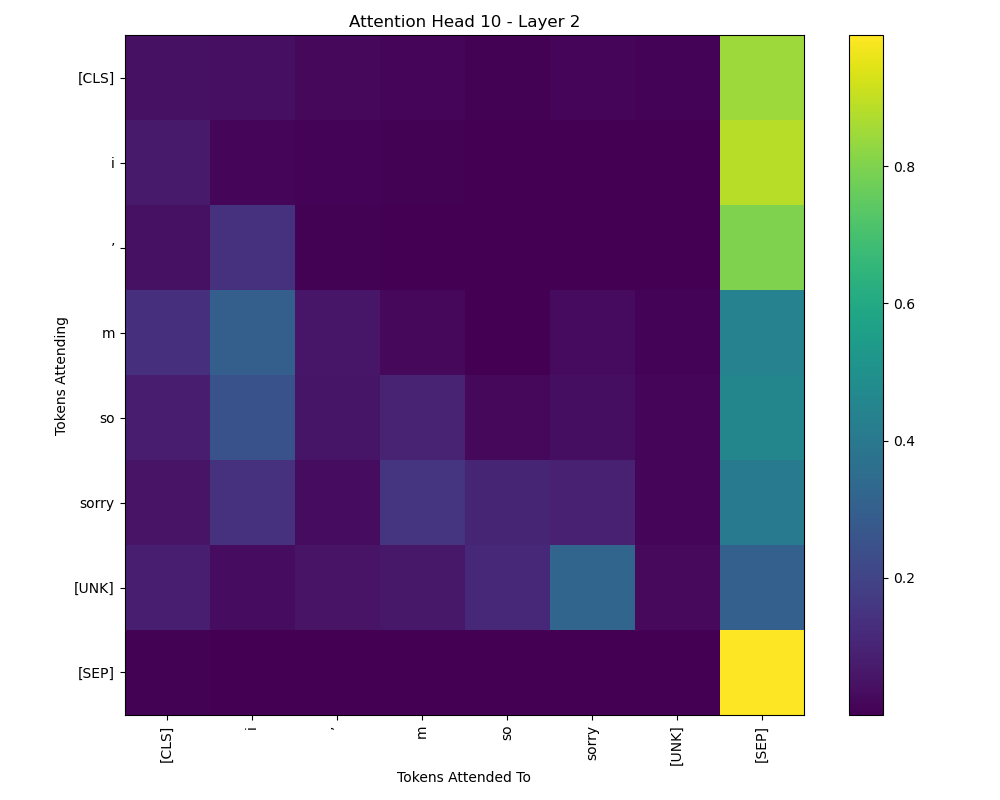 Attention Head 10 - Layer 2
[CLS]
i
'
m
so
sorry
[UNK]
[SEP]
Tokens Attending
[CLS]
i
'
m
so
sorry
[UNK]
[SEP]
Tokens Attended To
0.8
0.6
0.4
0.2